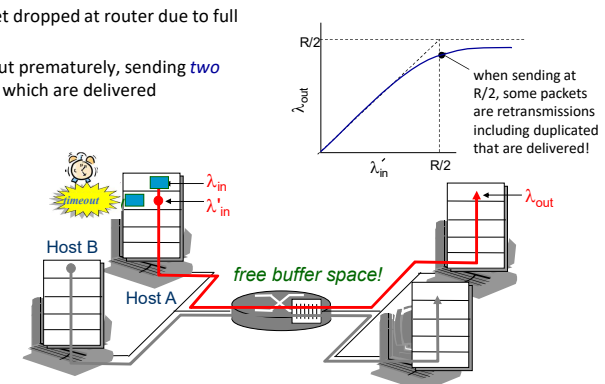 et dropped at router due to full
ut prematurely, sending two
which are delivered
R/2
λout
λ'in
R/2
when sending at
R/2, some packets
are retransmissions
including duplicated
that are delivered!
timeout
λin
λ'in
λout
Host B
free buffer space!
Host A